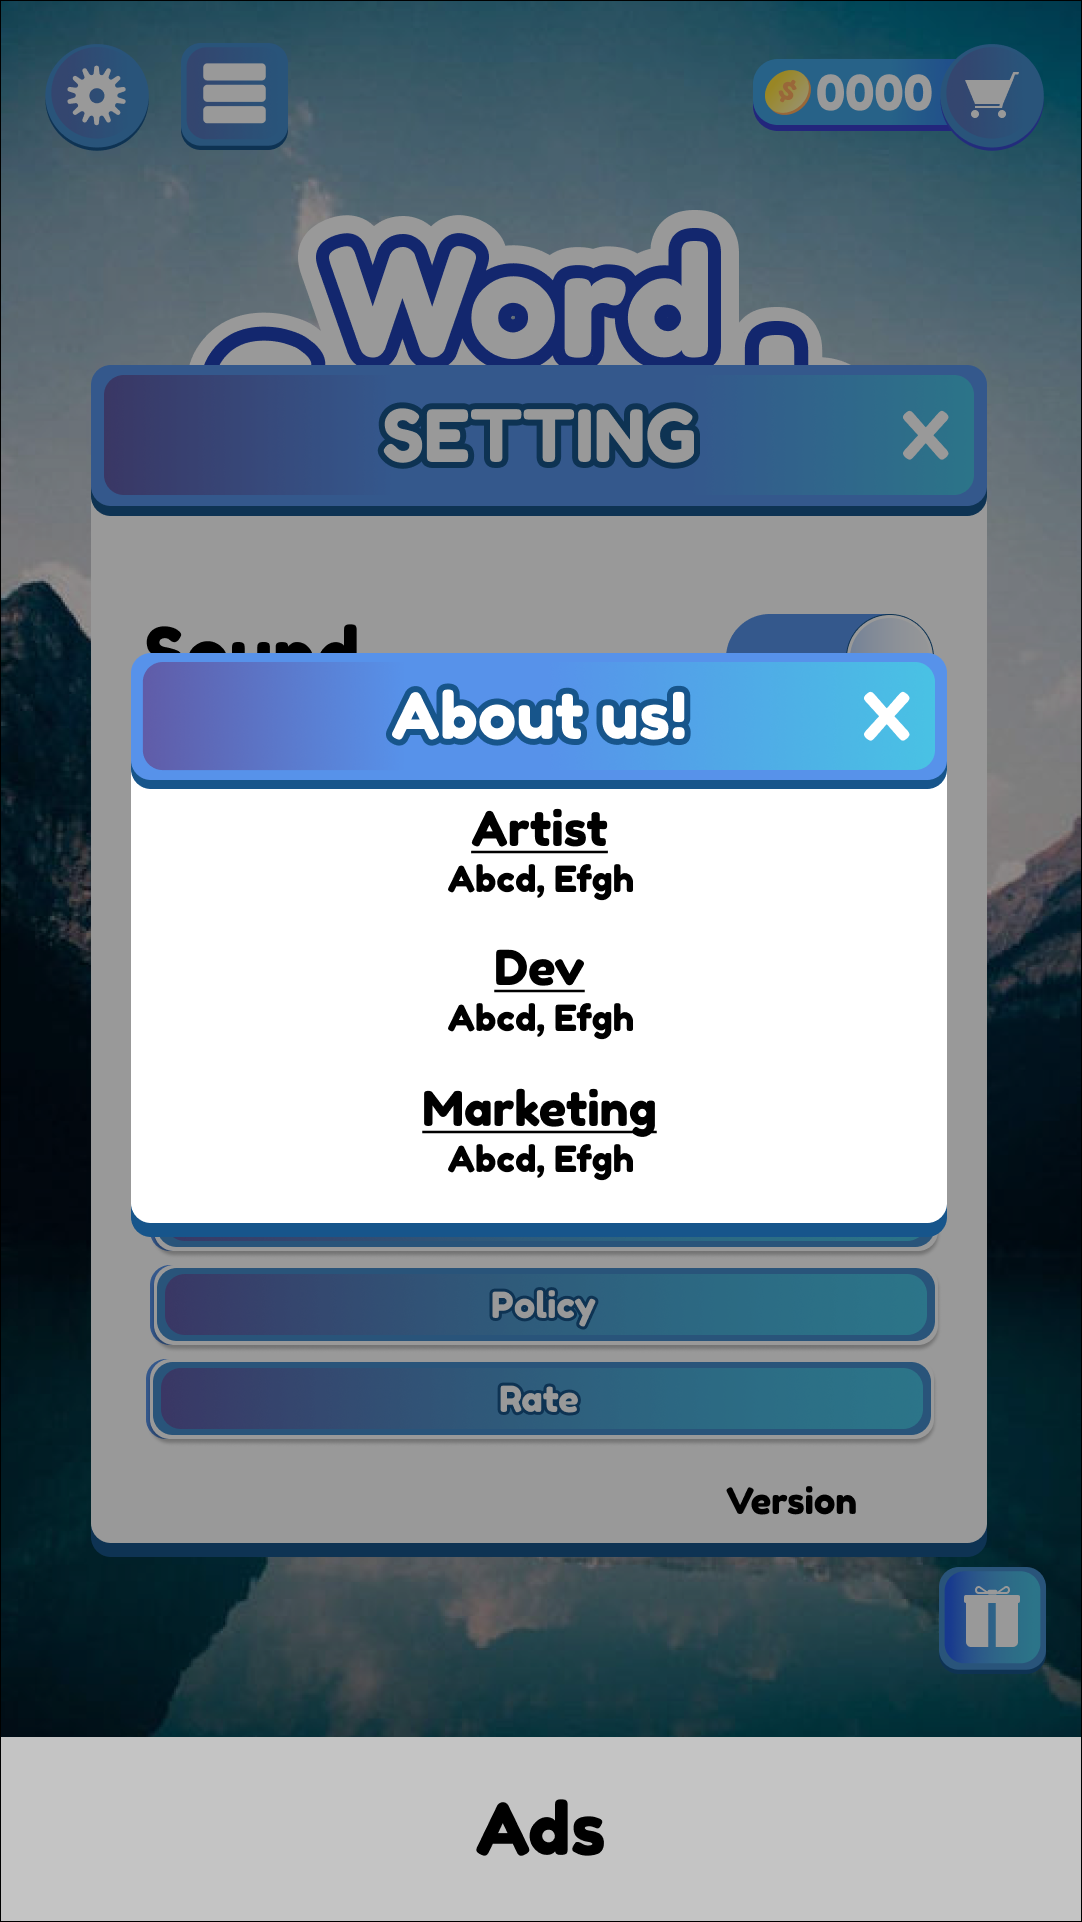 0000
Word
SETTING
Sound
About us!
Artist
Abcd, Efgh
Dev
Abcd, Efgh
Marketing
Abcd, Efgh
Policy
Rate
Version
Ads